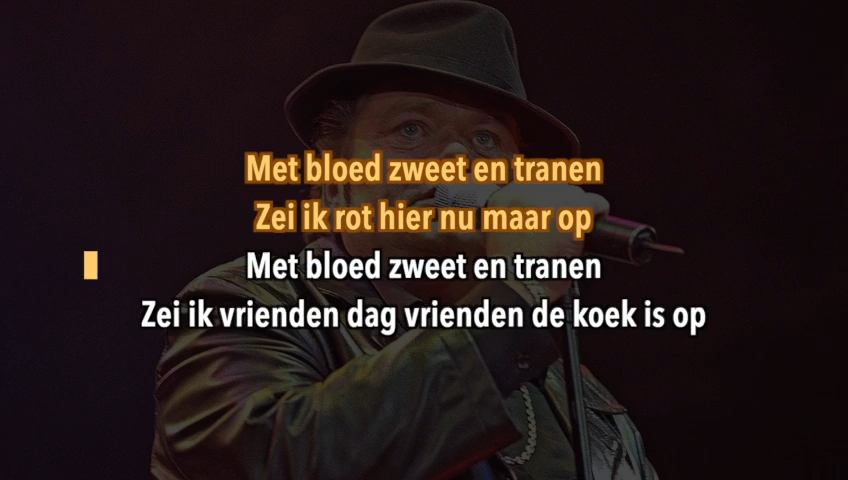 Met bloed zweet en tranen
Zei ik rot hier nu maar op
Met bloed zweet en tranen
Zei ik vrienden dag vrienden de koek is op